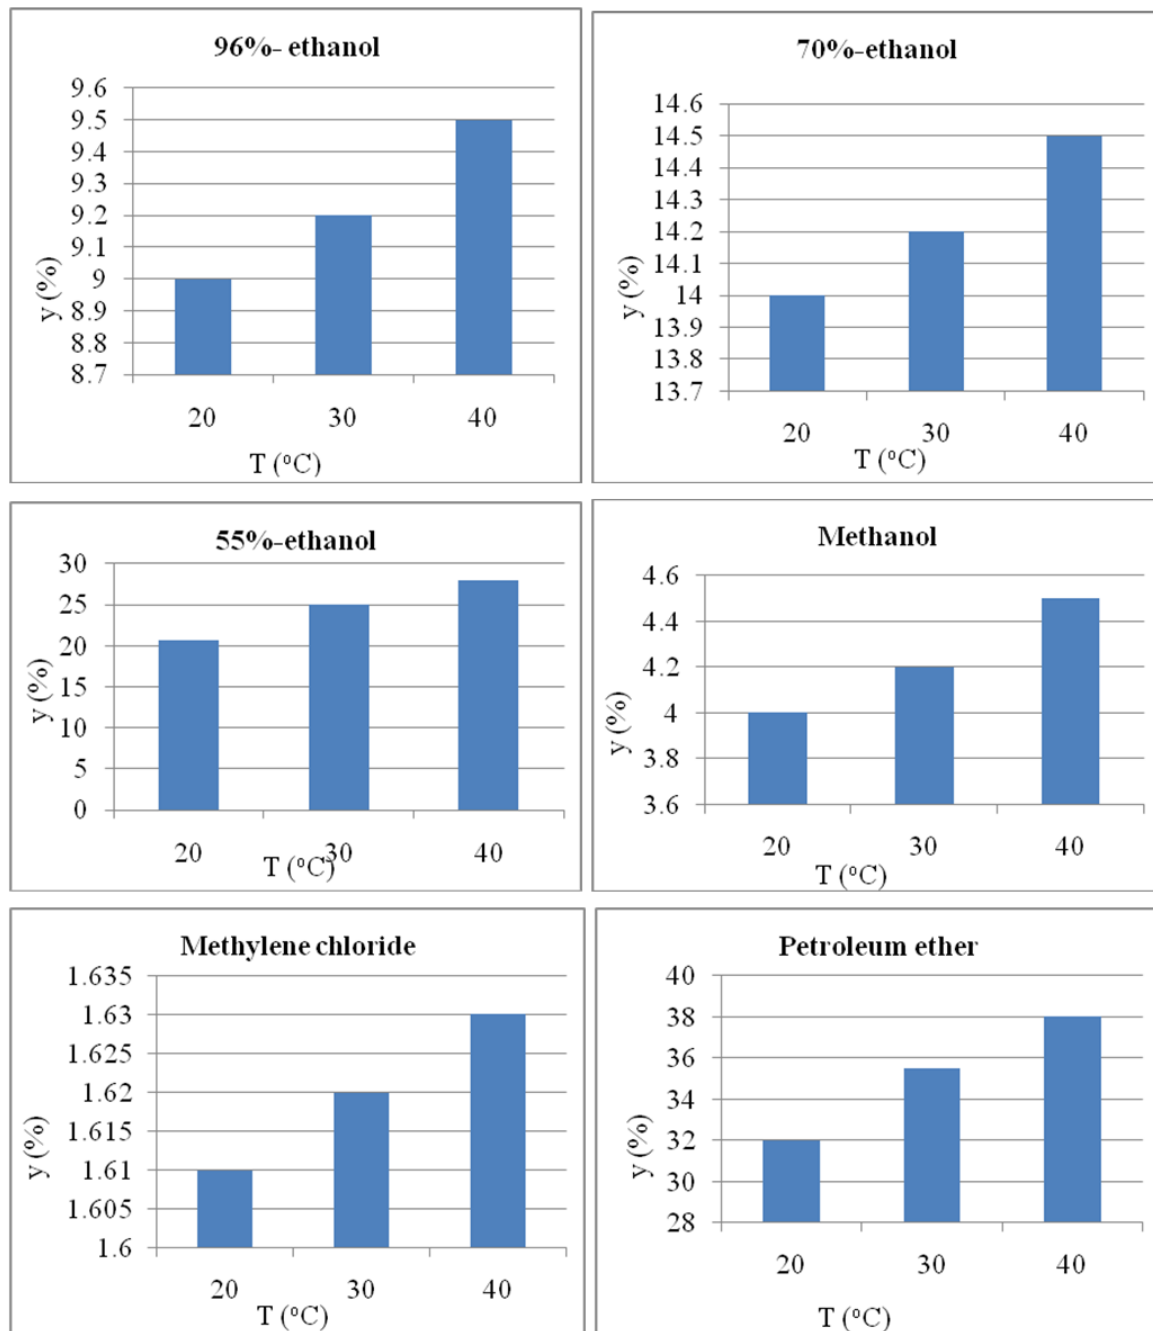 96%- ethanol
9.6
9.5
9.4
9.3
9.2
9.1
9
8.9
8.8
8.7
y (%)
20 30 40
T (°C)
70%-ethanol
14.6
14.5
14.4
14.3
14.2
14.1
14
13.9
13.8
13.7
y (%)
20 30 40
T (°C)
55%-ethanol
30
25
20
15
10
5
0
y (%)
20 30 40
T (°C)
Methanol
4.6
4.4
4.2
4
3.8
3.6
y (%)
20 30 40
T (°C)
Methylene chloride
1.635
1.63
1.625
1.62
1.615
1.61
1.605
1.6
y (%)
20 30 40
T (°C)
Petroleum ether
40
38
36
34
32
30
28
y (%)
20 30 40
T (°C)